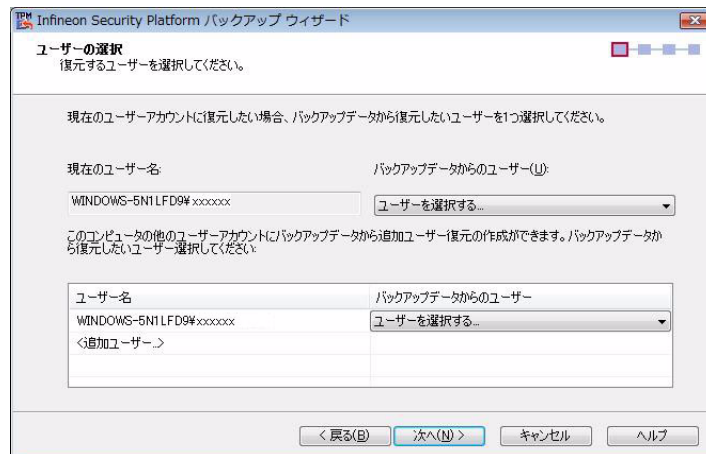 TPM Infineon Security Platform バックアップ ウィザード
ユーザーの選択
復元するユーザーを選択してください。
現在のユーザーアカウントに復元したい場合、バックアップデータから復元したいユーザーを1つ選択してください。
現在のユーザー名:
バックアップデータからのユーザー(U):
WINDOWS-5N1LFD9¥xxxxxx
ユーザーを選択する...
このコンピュータの他のユーザーアカウントにバックアップデータから追加ユーザー復元の作成ができます。バックアップデータか
ら復元したいユーザー選択してください:
ユーザー名 バックアップデータからのユーザー
WINDOWS-5N1LFD9¥xxxxxx ユーザーを選択する...
<追加ユーザー...>
< 戻る(B) 次へ(N) > キャンセル ヘルプ